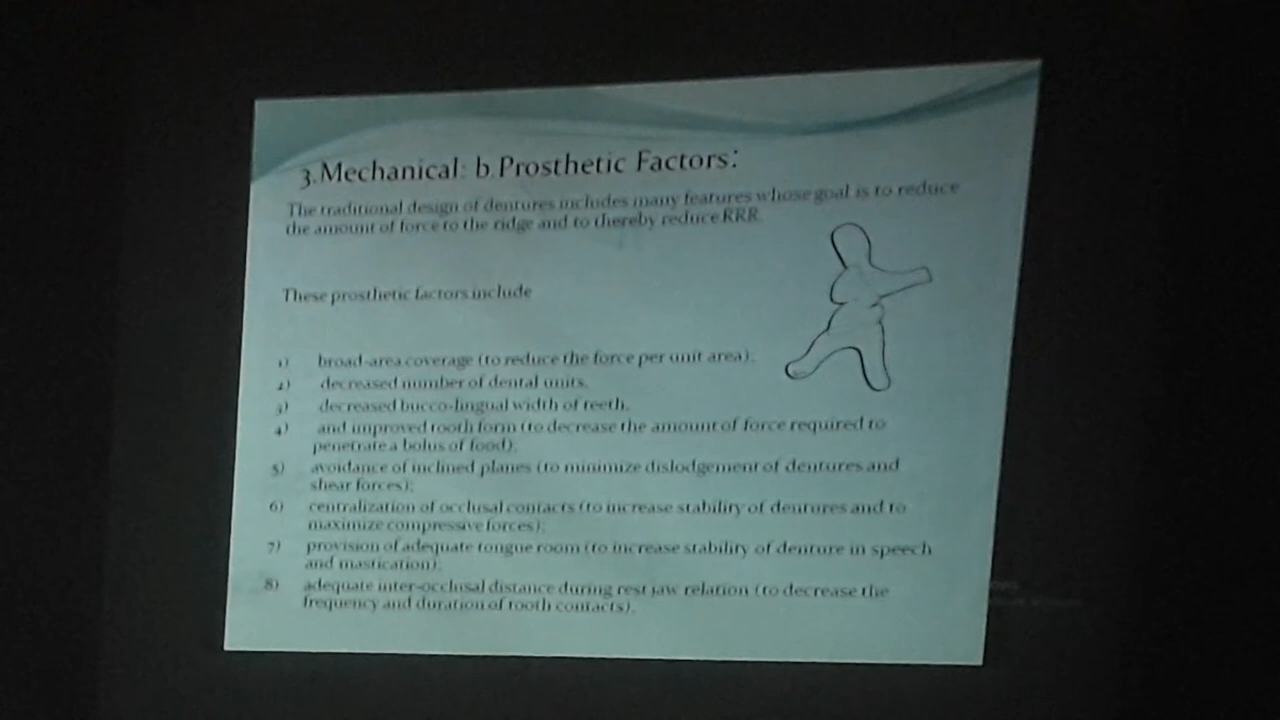 3.Mechanical: b.Prosthetic Factors:
The traditional design of dentures includes many features whose goal is to reduce
the amount of force to the ridge and to thereby reduce RRR.
These prosthetic factors include
1) broad-area coverage (to reduce the force per unit area).
2) decreased number of dental units.
3) decreased bucco-lingual width of teeth.
4) and improved tooth form (to decrease the amount of force required to
penetrate a bolus of food);
5) avoidance of inclined planes (to minimize dislodgement of dentures and
shear forces);
6) centralization of occlusal contacts (to increase stability of dentures and to
maximize compressive forces);
7) provision of adequate tongue room (to increase stability of denture in speech
and mastication);
8) adequate inter-occlusal distance during rest jaw relation (to decrease the
frequency and duration of tooth contacts).